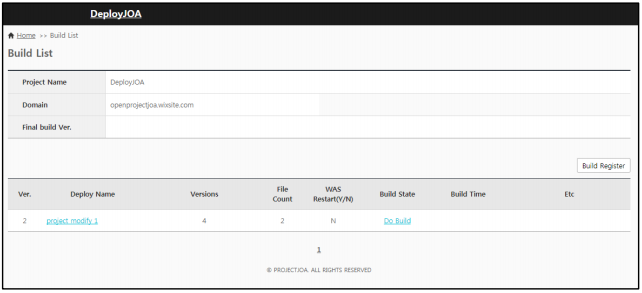 DeployJOA
Home >> Build List
Build List
Project Name DeployJOA
Domain openprojectjoa.wixsite.com
Final build Ver.
Build Register
Ver. Deploy Name Versions File Count WAS Restart(Y/N) Build State Build Time Etc
2 project modify 1 4 2 N Do Build
1
© PROJECTJOA. ALL RIGHTS RESERVED